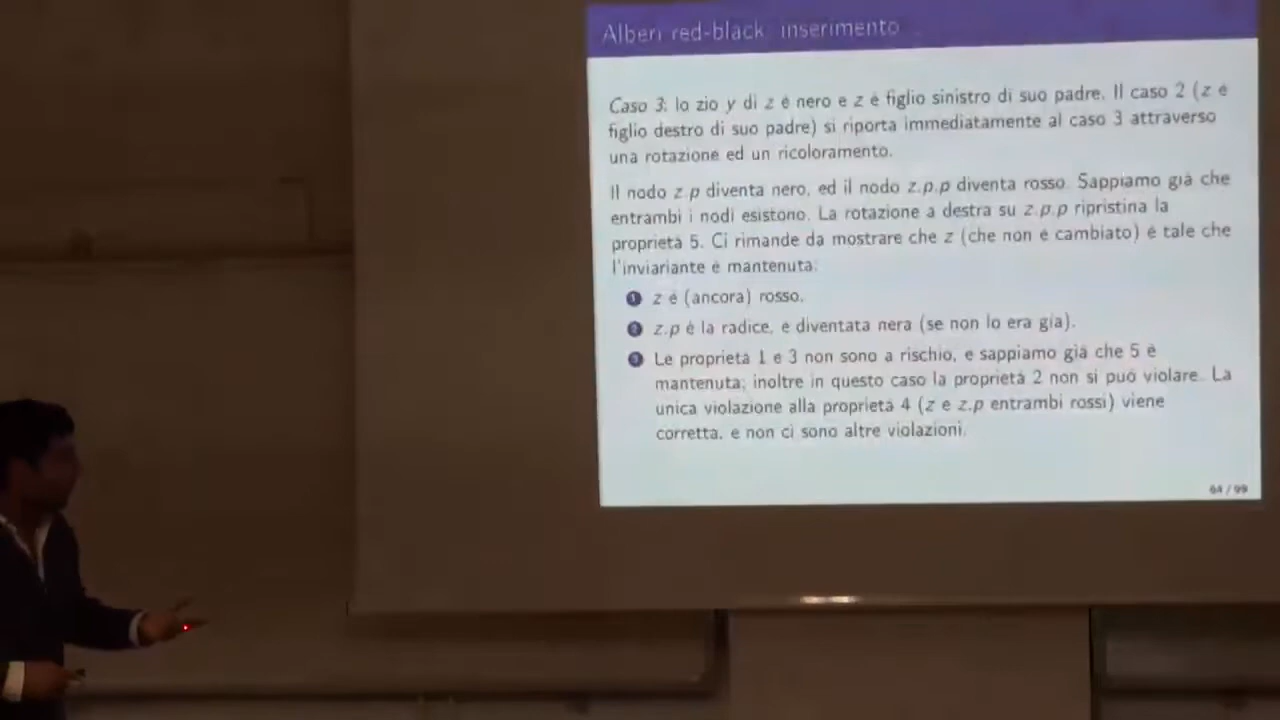 Alberi red-black: inserimento
Caso 3: lo zio y di z è nero e z è figlio sinistro di suo padre. Il caso 2 (z è
figlio destro di suo padre) si riporta immediatamente al caso 3 attraverso
una rotazione ed un ricoloramento.
Il nodo z.p diventa nero, ed il nodo z.p.p diventa rosso. Sappiamo già che
entrambi i nodi esistono. La rotazione a destra su z.p.p ripristina la
proprietà 5. Ci rimande da mostrare che z (che non è cambiato) è tale che
l'inviariante è mantenuta:
1 z è (ancora) rosso.
2 z.p è la radice, è diventata nera (se non lo era già).
3 Le proprietà 1 e 3 non sono a rischio, e sappiamo già che 5 è
mantenuta; inoltre in questo caso la proprietà 2 non si può violare. La
unica violazione alla proprietà 4 (z e z.p entrambi rossi) viene
corretta, e non ci sono altre violazioni.
64 / 99